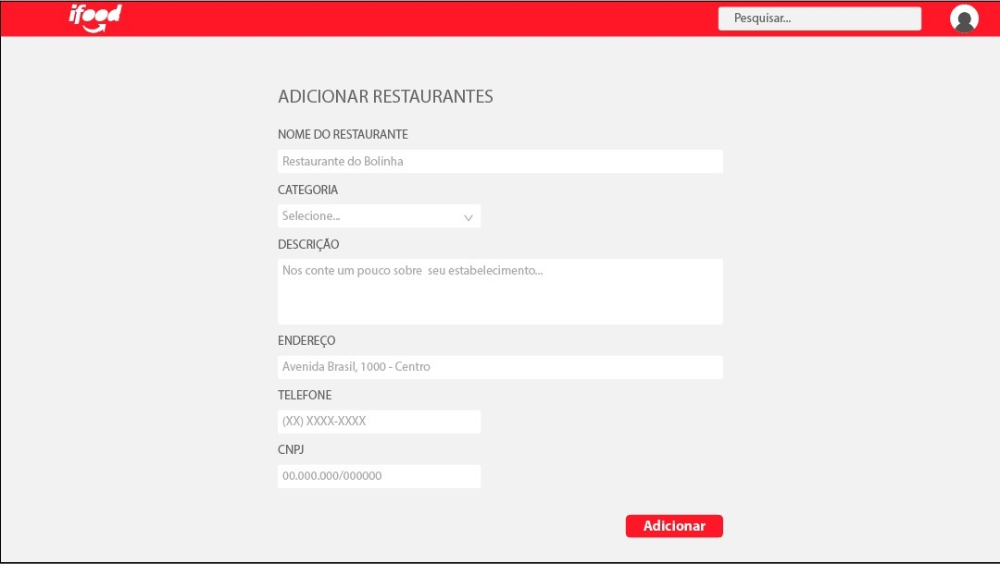 ifood
Pesquisar...
ADICIONAR RESTAURANTES
NOME DO RESTAURANTE
Restaurante do Bolinha
CATEGORIA
Selecione...
DESCRIÇÃO
Nos conte um pouco sobre  seu estabelecimento...
ENDEREÇO
Avenida Brasil, 1000 - Centro
TELEFONE
(XX) XXXX-XXXX
CNPJ
00.000.000/000000
Adicionar